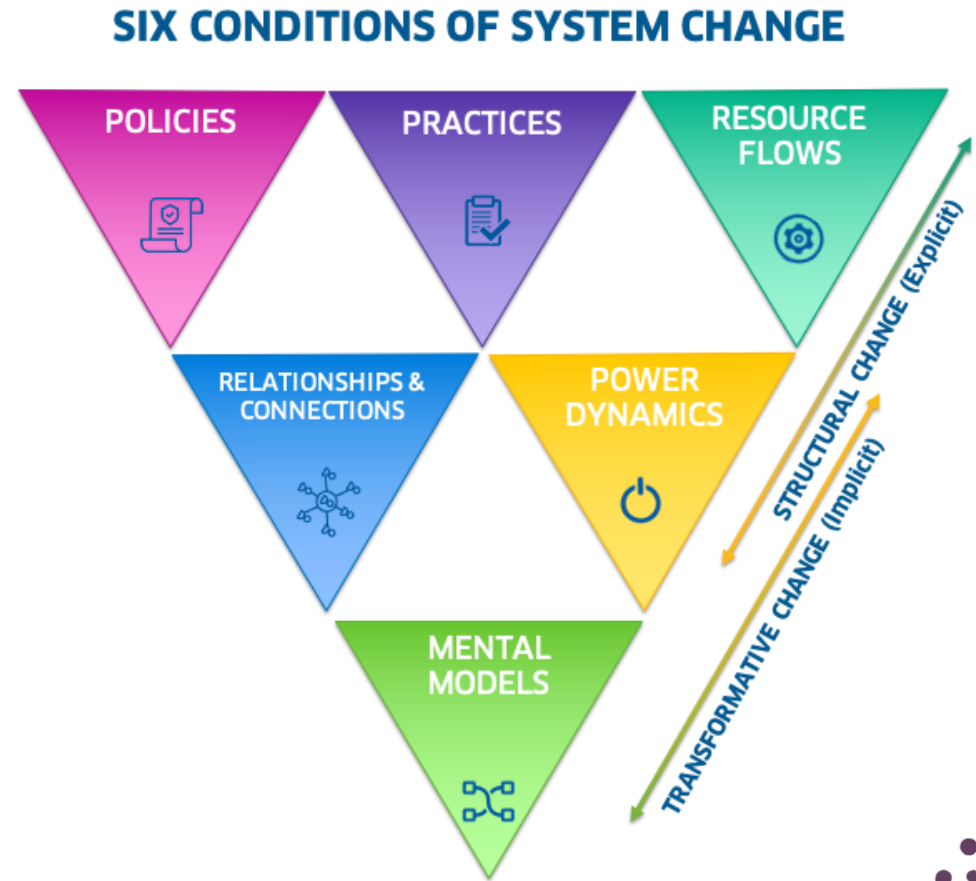 SIX CONDITIONS OF SYSTEM CHANGE
POLICIES
PRACTICES
RESOURCE
FLOWS
RELATIONSHIPS &
CONNECTIONS
POWER
DYNAMICS
MENTAL
MODELS
STRUCTURAL CHANGE (Explicit)
TRANSFORMATIVE CHANGE (Implicit)